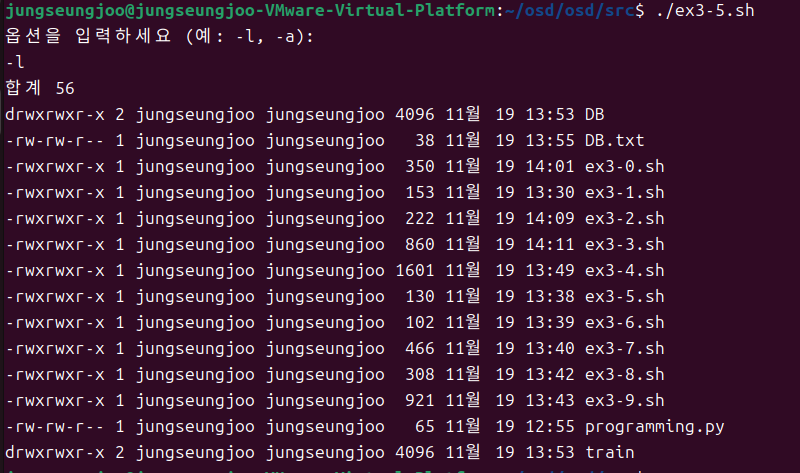 jungseungjoo@jungseungjoo-VMware-Virtual-Platform:~/osd/osd/src$ ./ex3-5.sh
옵션을 입력하세요 (예: -l, -a):
-l
합계 56
drwxrwxr-x 2 jungseungjoo jungseungjoo 4096 11월 19 13:53 DB
-rw-rw-r-- 1 jungseungjoo jungseungjoo   38 11월 19 13:55 DB.txt
-rwxrwxr-x 1 jungseungjoo jungseungjoo  350 11월 19 14:01 ex3-0.sh
-rwxrwxr-x 1 jungseungjoo jungseungjoo  153 11월 19 13:30 ex3-1.sh
-rwxrwxr-x 1 jungseungjoo jungseungjoo  222 11월 19 14:09 ex3-2.sh
-rwxrwxr-x 1 jungseungjoo jungseungjoo  860 11월 19 14:11 ex3-3.sh
-rwxrwxr-x 1 jungseungjoo jungseungjoo 1601 11월 19 13:49 ex3-4.sh
-rwxrwxr-x 1 jungseungjoo jungseungjoo  130 11월 19 13:38 ex3-5.sh
-rwxrwxr-x 1 jungseungjoo jungseungjoo  102 11월 19 13:39 ex3-6.sh
-rwxrwxr-x 1 jungseungjoo jungseungjoo  466 11월 19 13:40 ex3-7.sh
-rwxrwxr-x 1 jungseungjoo jungseungjoo  308 11월 19 13:42 ex3-8.sh
-rwxrwxr-x 1 jungseungjoo jungseungjoo  921 11월 19 13:43 ex3-9.sh
-rw-rw-r-- 1 jungseungjoo jungseungjoo   65 11월 19 12:55 programming.py
drwxrwxr-x 2 jungseungjoo jungseungjoo 4096 11월 19 13:53 train